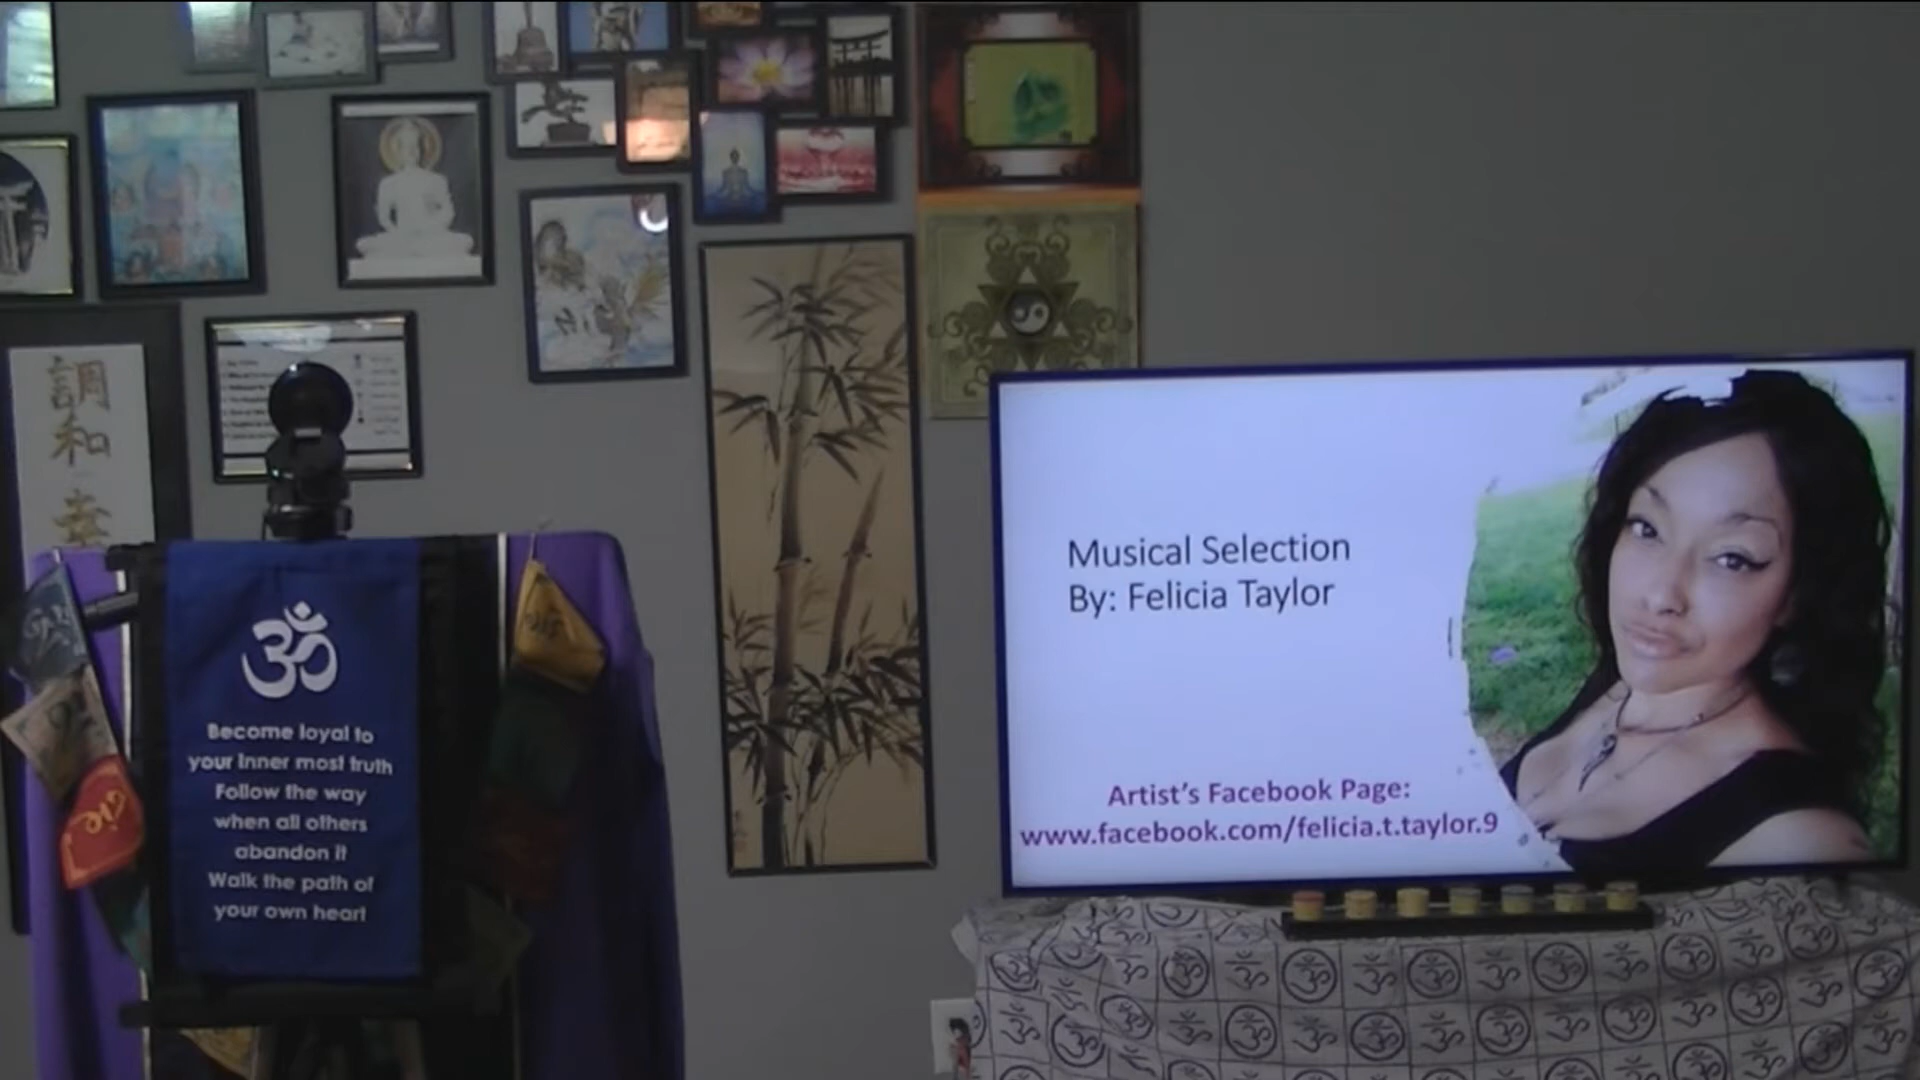 調
和
ॐ
Become loyal to
your inner most truth
Follow the way
when all others
abandon it
Walk the path of
your own heart
Musical Selection
By: Felicia Taylor
Artist's Facebook Page:
www.facebook.com/felicia.t.taylor.9